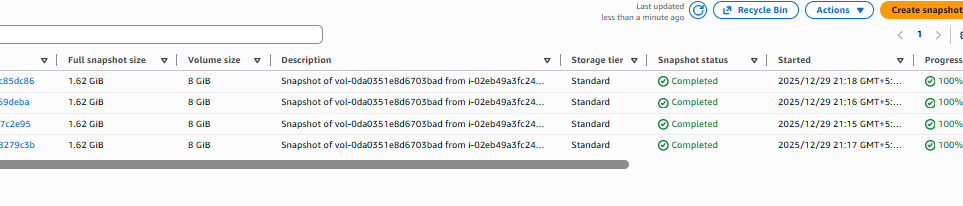 Last updated
less than a minute ago
Recycle Bin
Actions
Create snapshot
1
Full snapshot size Volume size Description Storage tier Snapshot status Started Progress
c85dc86 1.62 GiB 8 GiB Snapshot of vol-0da0351e8d6703bad from i-02eb49a3fc24... Standard Completed 2025/12/29 21:18 GMT+5:... 100%
59deba 1.62 GiB 8 GiB Snapshot of vol-0da0351e8d6703bad from i-02eb49a3fc24... Standard Completed 2025/12/29 21:16 GMT+5:... 100%
7c2e95 1.62 GiB 8 GiB Snapshot of vol-0da0351e8d6703bad from i-02eb49a3fc24... Standard Completed 2025/12/29 21:15 GMT+5:... 100%
8279c3b 1.62 GiB 8 GiB Snapshot of vol-0da0351e8d6703bad from i-02eb49a3fc24... Standard Completed 2025/12/29 21:17 GMT+5:... 100%